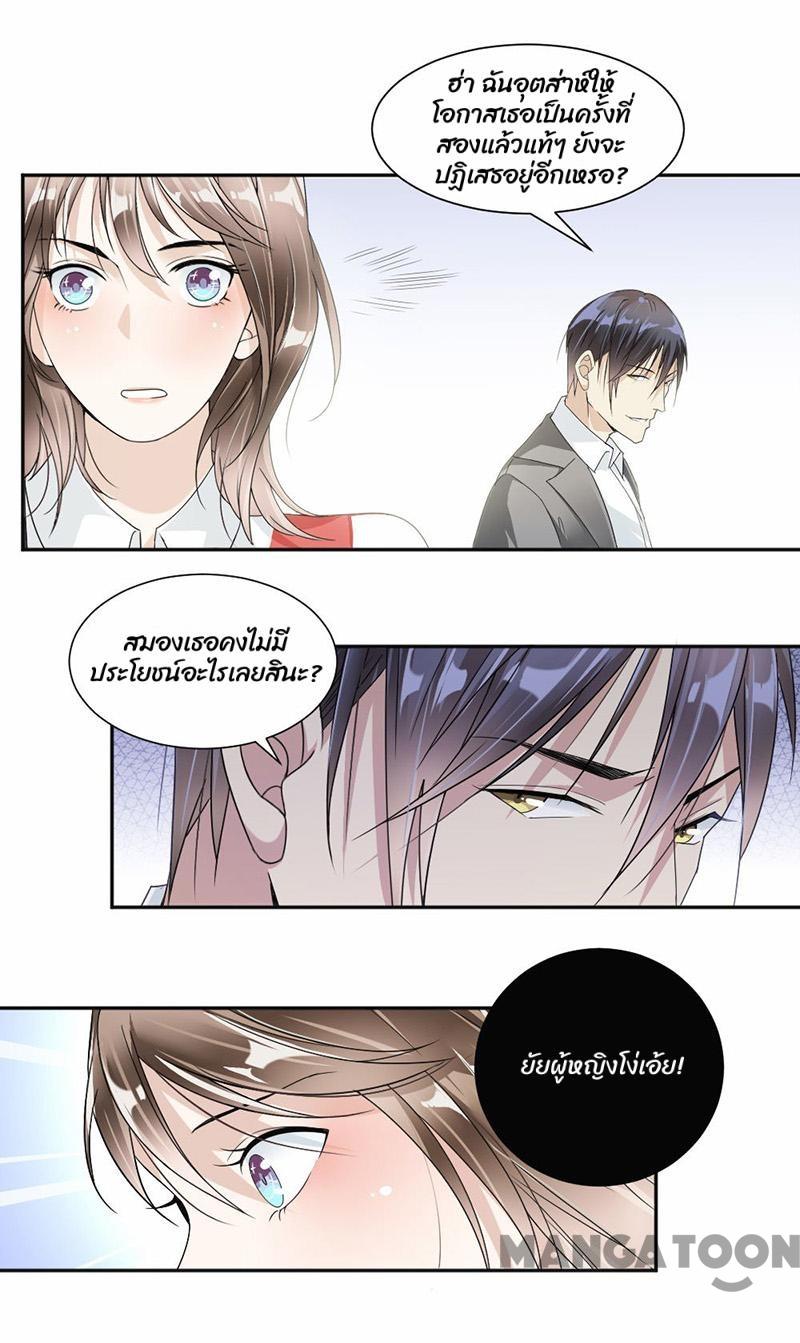 ฮ่า ฉันอุตส่าห์ให้
โอกาสเธอเป็นครั้งที่
สองแล้วแท้ๆ ยังจะ
ปฏิเสธอยู่อีกเหรอ?
สมองเธอคงไม่มี
ประโยชน์อะไรเลยสินะ?
ยัยผู้หญิงโง่เอ้ย!
MANGATOON